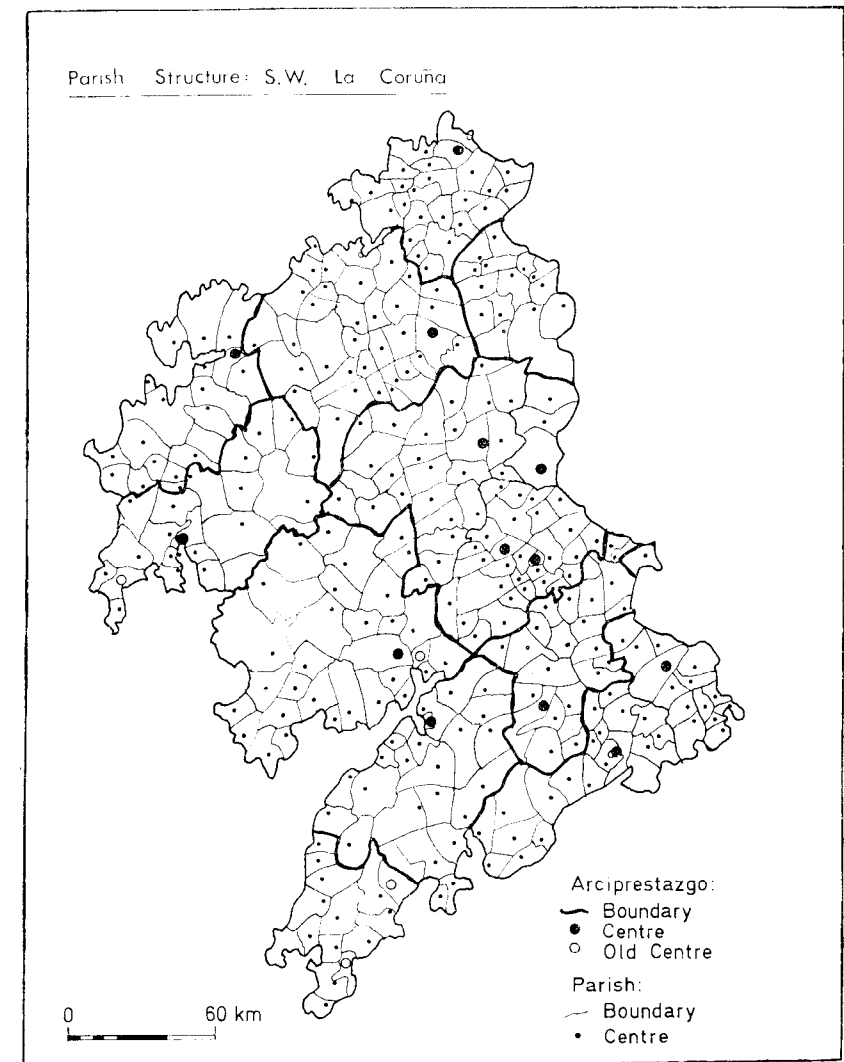 Parish Structure: S.W. La Coruña
Arciprestazgo:
Boundary
Centre
Old Centre
Parish:
Boundary
Centre
0 60 km